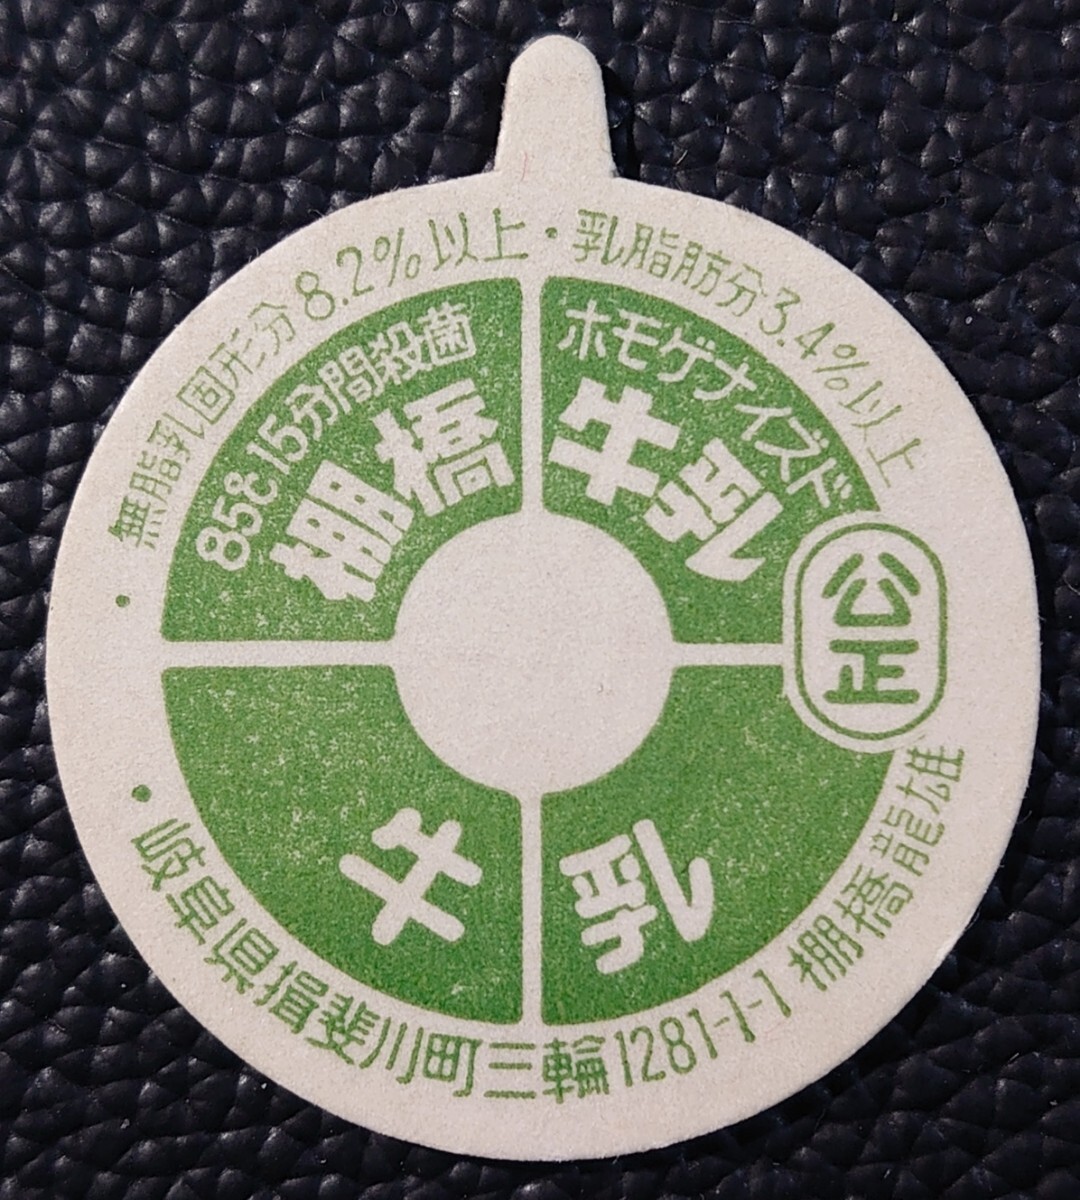 無脂乳固形分8.2%以上・乳脂肪分3.4%以上
85℃15分間殺菌
ホモゲナイズド
棚橋
牛乳
公正
牛乳
・岐阜県揖斐川町三輪1281-1-1 棚橋龍雄